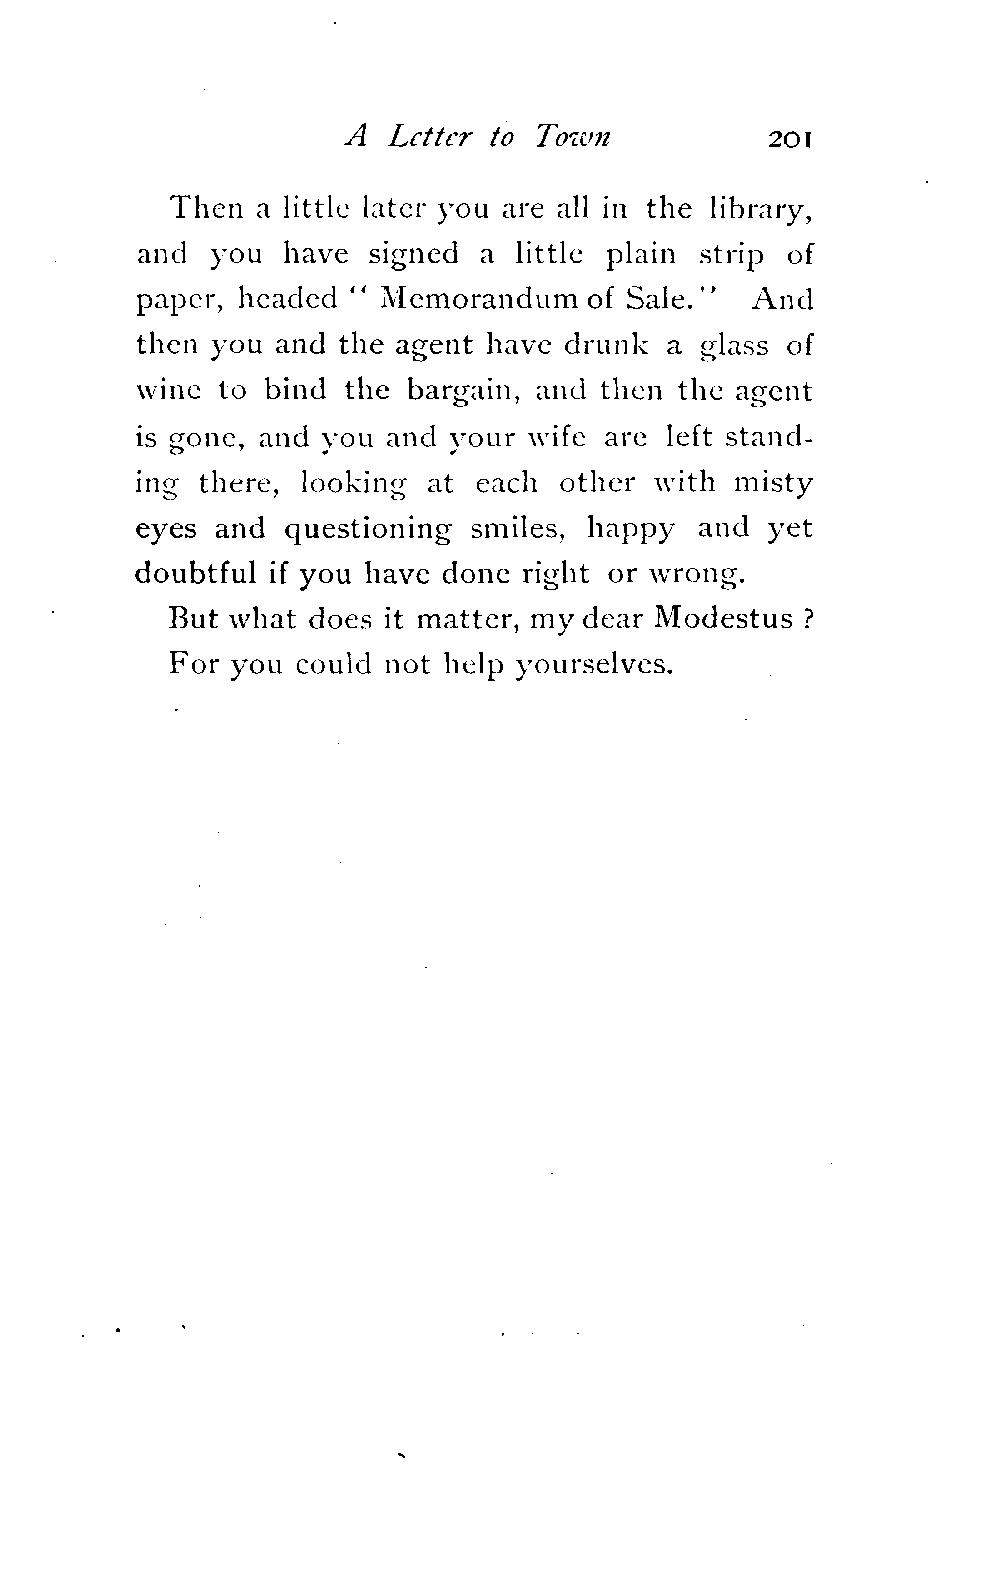 A Letter to Town 201
Then a little later you are all in the library,
and you have signed a little plain strip of
paper, headed " Memorandum of Sale." And
then you and the agent have drunk a glass of
wine to bind the bargain, and then the agent
is gone, and you and your wife are left stand-
ing there, looking at each other with misty
eyes and questioning smiles, happy and yet
doubtful if you have done right or wrong.
But what does it matter, my dear Modestus ?
For you could not help yourselves.